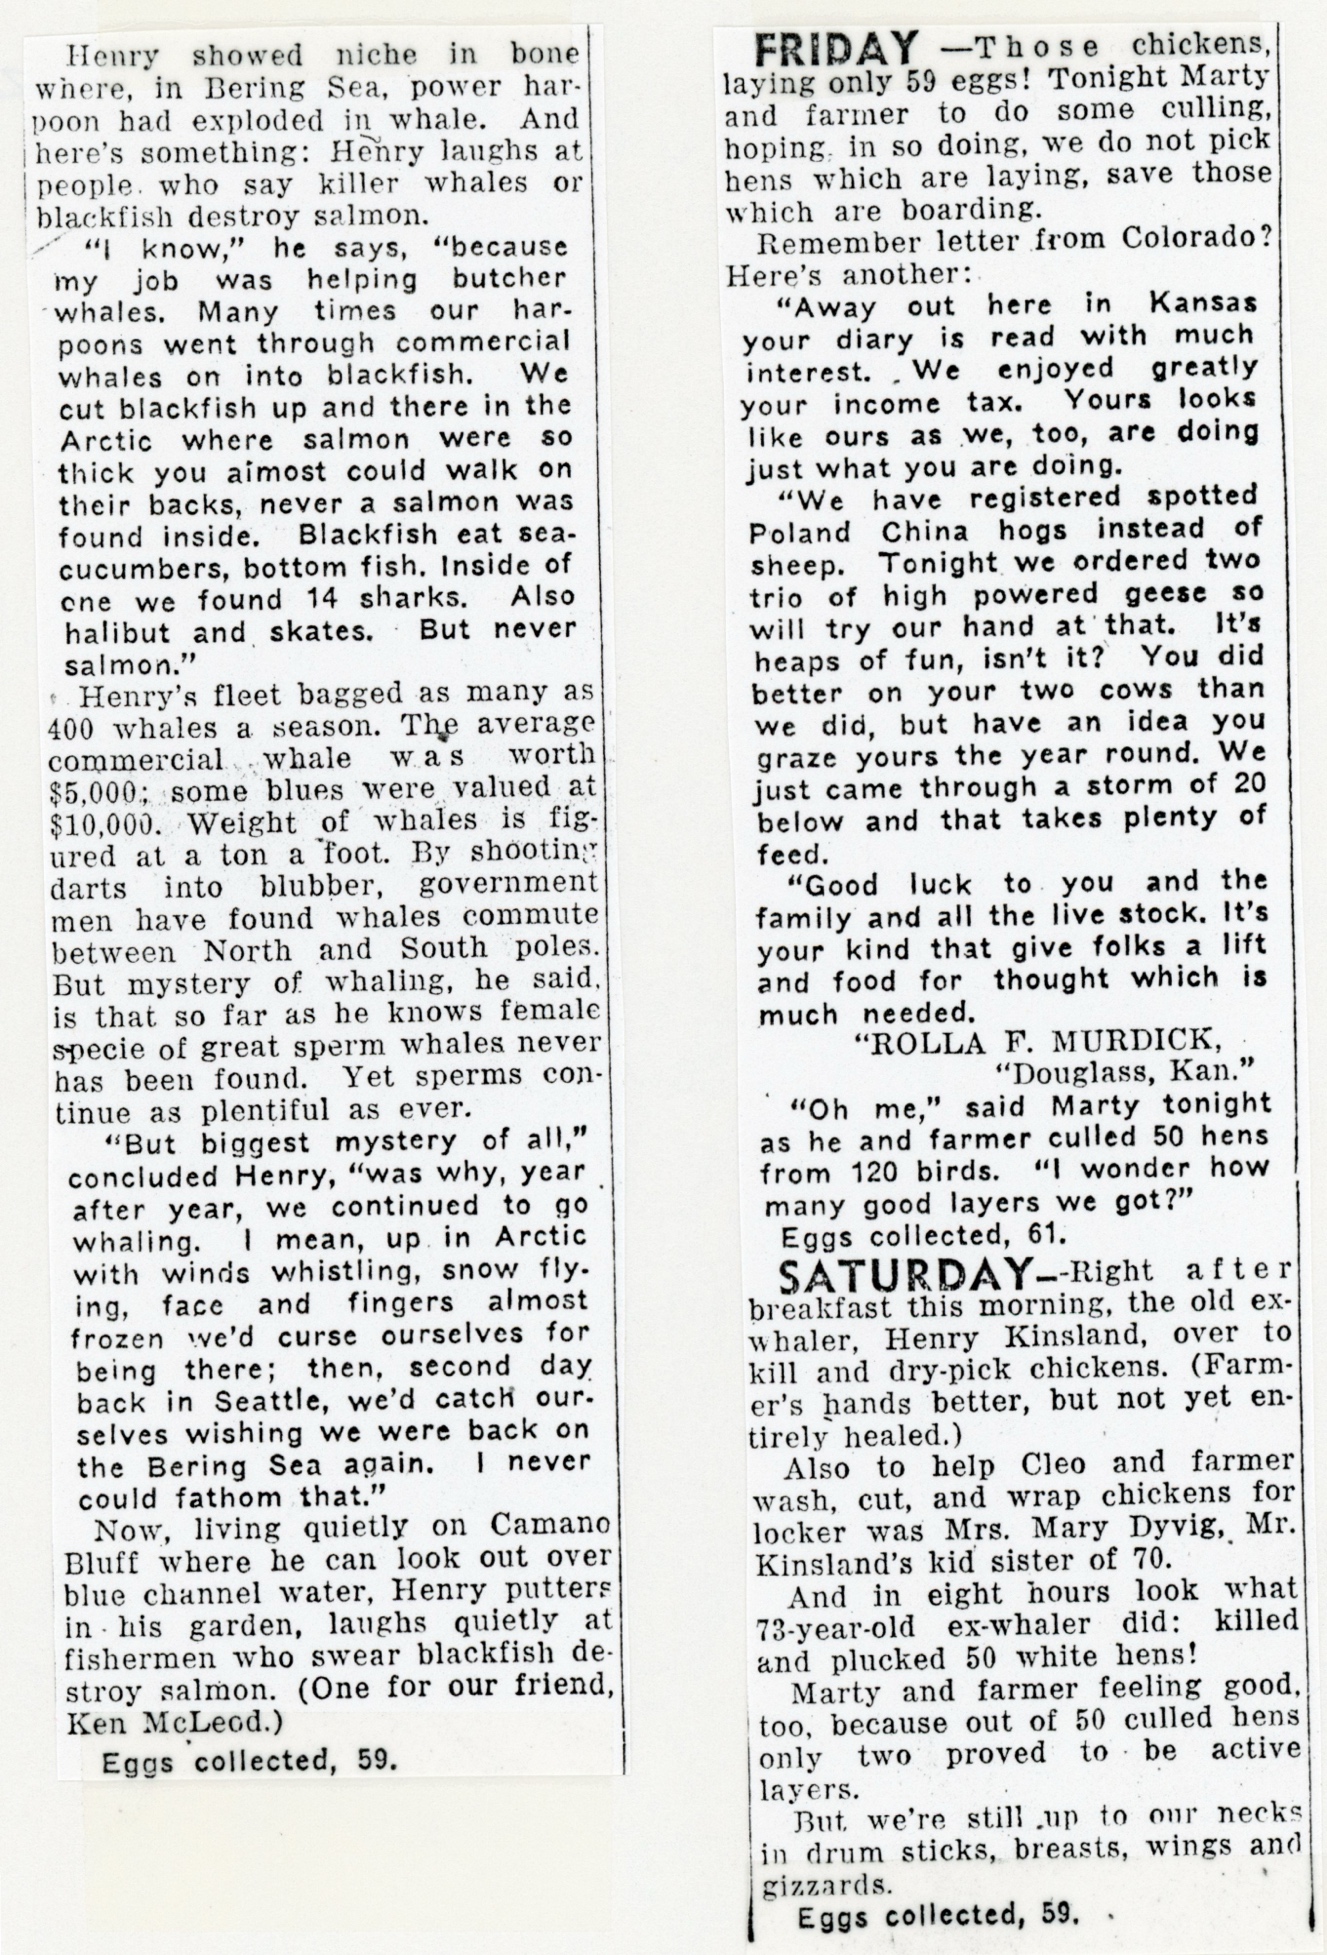 Henry showed niche in bone
where, in Bering Sea, power har-
poon had exploded in whale. And
here's something: Henry laughs at
people who say killer whales or
blackfish destroy salmon.
"I know," he says, "because
my job was helping butcher
whales. Many times our har-
poons went through commercial
whales on into blackfish. We
cut blackfish up and there in the
Arctic where salmon were so
thick you almost could walk on
their backs, never a salmon was
found inside. Blackfish eat sea-
cucumbers, bottom fish. Inside of
one we found 14 sharks. Also
halibut and skates. But never
salmon."
Henry's fleet bagged as many as
400 whales a season. The average
commercial whale was worth
$5,000; some blues were valued at
$10,000. Weight of whales is fig-
ured at a ton a foot. By shooting
darts into blubber, government
men have found whales commute
between North and South poles.
But mystery of whaling, he said,
is that so far as he knows female
specie of great sperm whales never
has been found. Yet sperms con-
tinue as plentiful as ever.
"But biggest mystery of all,"
concluded Henry, "was why, year
after year, we continued to go
whaling. I mean, up in Arctic
with winds whistling, snow fly-
ing, face and fingers almost
frozen we'd curse ourselves for
being there; then, second day
back in Seattle, we'd catch our-
selves wishing we were back on
the Bering Sea again. I never
could fathom that."
Now, living quietly on Camano
Bluff where he can look out over
blue channel water, Henry putters
in his garden, laughs quietly at
fishermen who swear blackfish de-
stroy salmon. (One for our friend,
Ken McLeod.)
Eggs collected, 59.
FRIDAY —Those chickens,
laying only 59 eggs! Tonight Marty
and farmer to do some culling,
hoping, in so doing, we do not pick
hens which are laying, save those
which are boarding.
Remember letter from Colorado?
Here's another:
"Away out here in Kansas
your diary is read with much
interest. We enjoyed greatly
your income tax. Yours looks
like ours as we, too, are doing
just what you are doing.
"We have registered spotted
Poland China hogs instead of
sheep. Tonight we ordered two
trio of high powered geese so
will try our hand at that. It's
heaps of fun, isn't it? You did
better on your two cows than
we did, but have an idea you
graze yours the year round. We
just came through a storm of 20
below and that takes plenty of
feed.
"Good luck to you and the
family and all the live stock. It's
your kind that give folks a lift
and food for thought which is
much needed.
"ROLLA F. MURDICK,
"Douglass, Kan."
"Oh me," said Marty tonight
as he and farmer culled 50 hens
from 120 birds. "I wonder how
many good layers we got?"
Eggs collected, 61.
SATURDAY—-Right after
breakfast this morning, the old ex-
whaler, Henry Kinsland, over to
kill and dry-pick chickens. (Farm-
er's hands better, but not yet en-
tirely healed.)
Also to help Cleo and farmer
wash, cut, and wrap chickens for
locker was Mrs. Mary Dyvig, Mr.
Kinsland's kid sister of 70.
And in eight hours look what
73-year-old ex-whaler did: killed
and plucked 50 white hens!
Marty and farmer feeling good,
too, because out of 50 culled hens
only two proved to be active
layers.
But we're still up to our necks
in drum sticks, breasts, wings and
gizzards.
Eggs collected, 59.